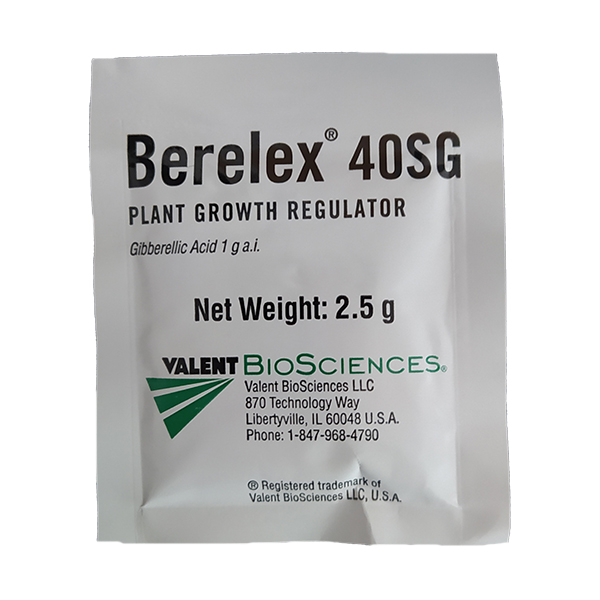 Berelex® 40SG
PLANT GROWTH REGULATOR
Gibberellic Acid 1 g a.i.
Net Weight: 2.5 g
VALENT BIOSCIENCES®
Valent BioSciences LLC
870 Technology Way
Libertyville, IL 60048 U.S.A.
Phone: 1-847-968-4790
® Registered trademark of
Valent BioSciences LLC, U.S.A.